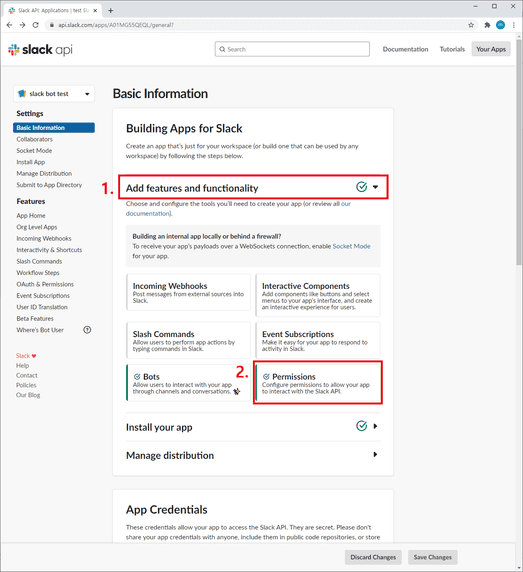 Slack API: Applications | test Sl
api.slack.com/apps/A01MG55QEQL/general?
slack api
Search
Documentation
Tutorials
Your Apps
slack bot test
Settings
Basic Information
Collaborators
Socket Mode
Install App
Manage Distribution
Submit to App Directory
Features
App Home
Org Level Apps
Incoming Webhooks
Interactivity & Shortcuts
Slash Commands
Workflow Steps
OAuth & Permissions
Event Subscriptions
User ID Translation
Beta Features
Where's Bot User
Slack ❤
Help
Contact
Policies
Our Blog
Basic Information
Building Apps for Slack
Create an app that's just for your workspace (or build one that can be used by any
workspace) by following the steps below.
1.
Add features and functionality
Choose and configure the tools you'll need to create your app (or review all our
documentation).
Building an internal app locally or behind a firewall?
To receive your app's payloads over a WebSockets connection, enable Socket Mode
for your app.
Incoming Webhooks
Post messages from external sources into
Slack.
Interactive Components
Add components like buttons and select
menus to your app's interface, and create
an interactive experience for users.
Slash Commands
Allow users to perform app actions by
typing commands in Slack.
Event Subscriptions
Make it easy for your app to respond to
activity in Slack.
Bots
Allow users to interact with your app
through channels and conversations.
2.
Permissions
Configure permissions to allow your app
to interact with the Slack API.
Install your app
Manage distribution
App Credentials
These credentials allow your app to access the Slack API. They are secret. Please don't
share your app credentials with anyone, include them in public code repositories, or store
Discard Changes
Save Changes